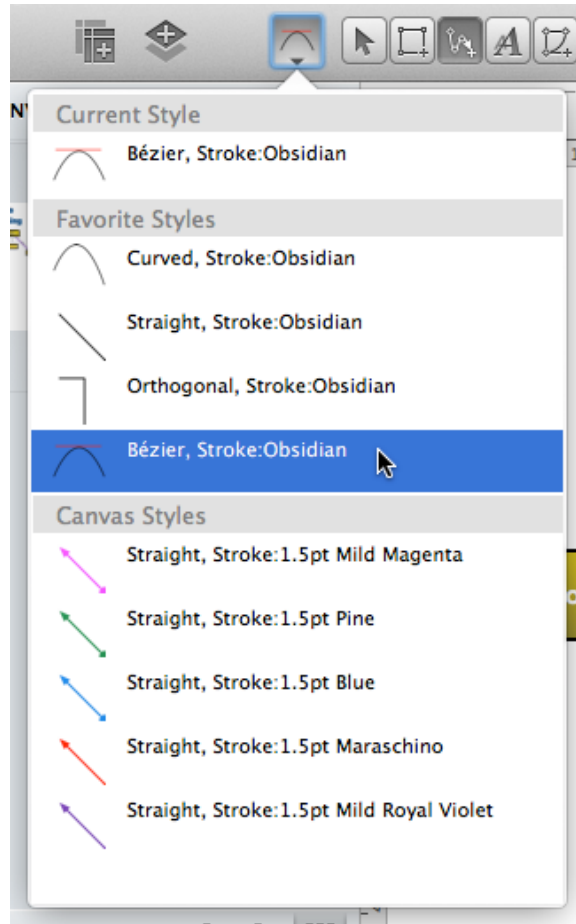 Current Style
Bézier, Stroke:Obsidian
Favorite Styles
Curved, Stroke:Obsidian
Straight, Stroke:Obsidian
Orthogonal, Stroke:Obsidian
Bézier, Stroke:Obsidian
Canvas Styles
Straight, Stroke:1.5pt Mild Magenta
Straight, Stroke:1.5pt Pine
Straight, Stroke:1.5pt Blue
Straight, Stroke:1.5pt Maraschino
Straight, Stroke:1.5pt Mild Royal Violet